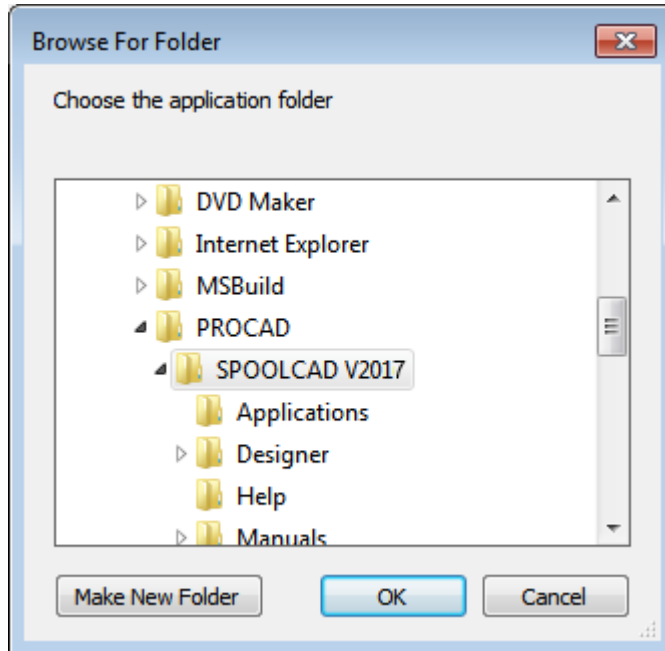 Browse For Folder
Choose the application folder
DVD Maker
Internet Explorer
MSBuild
PROCAD
SPOOLCAD V2017
Applications
Designer
Help
Manuals
Make New Folder OK Cancel